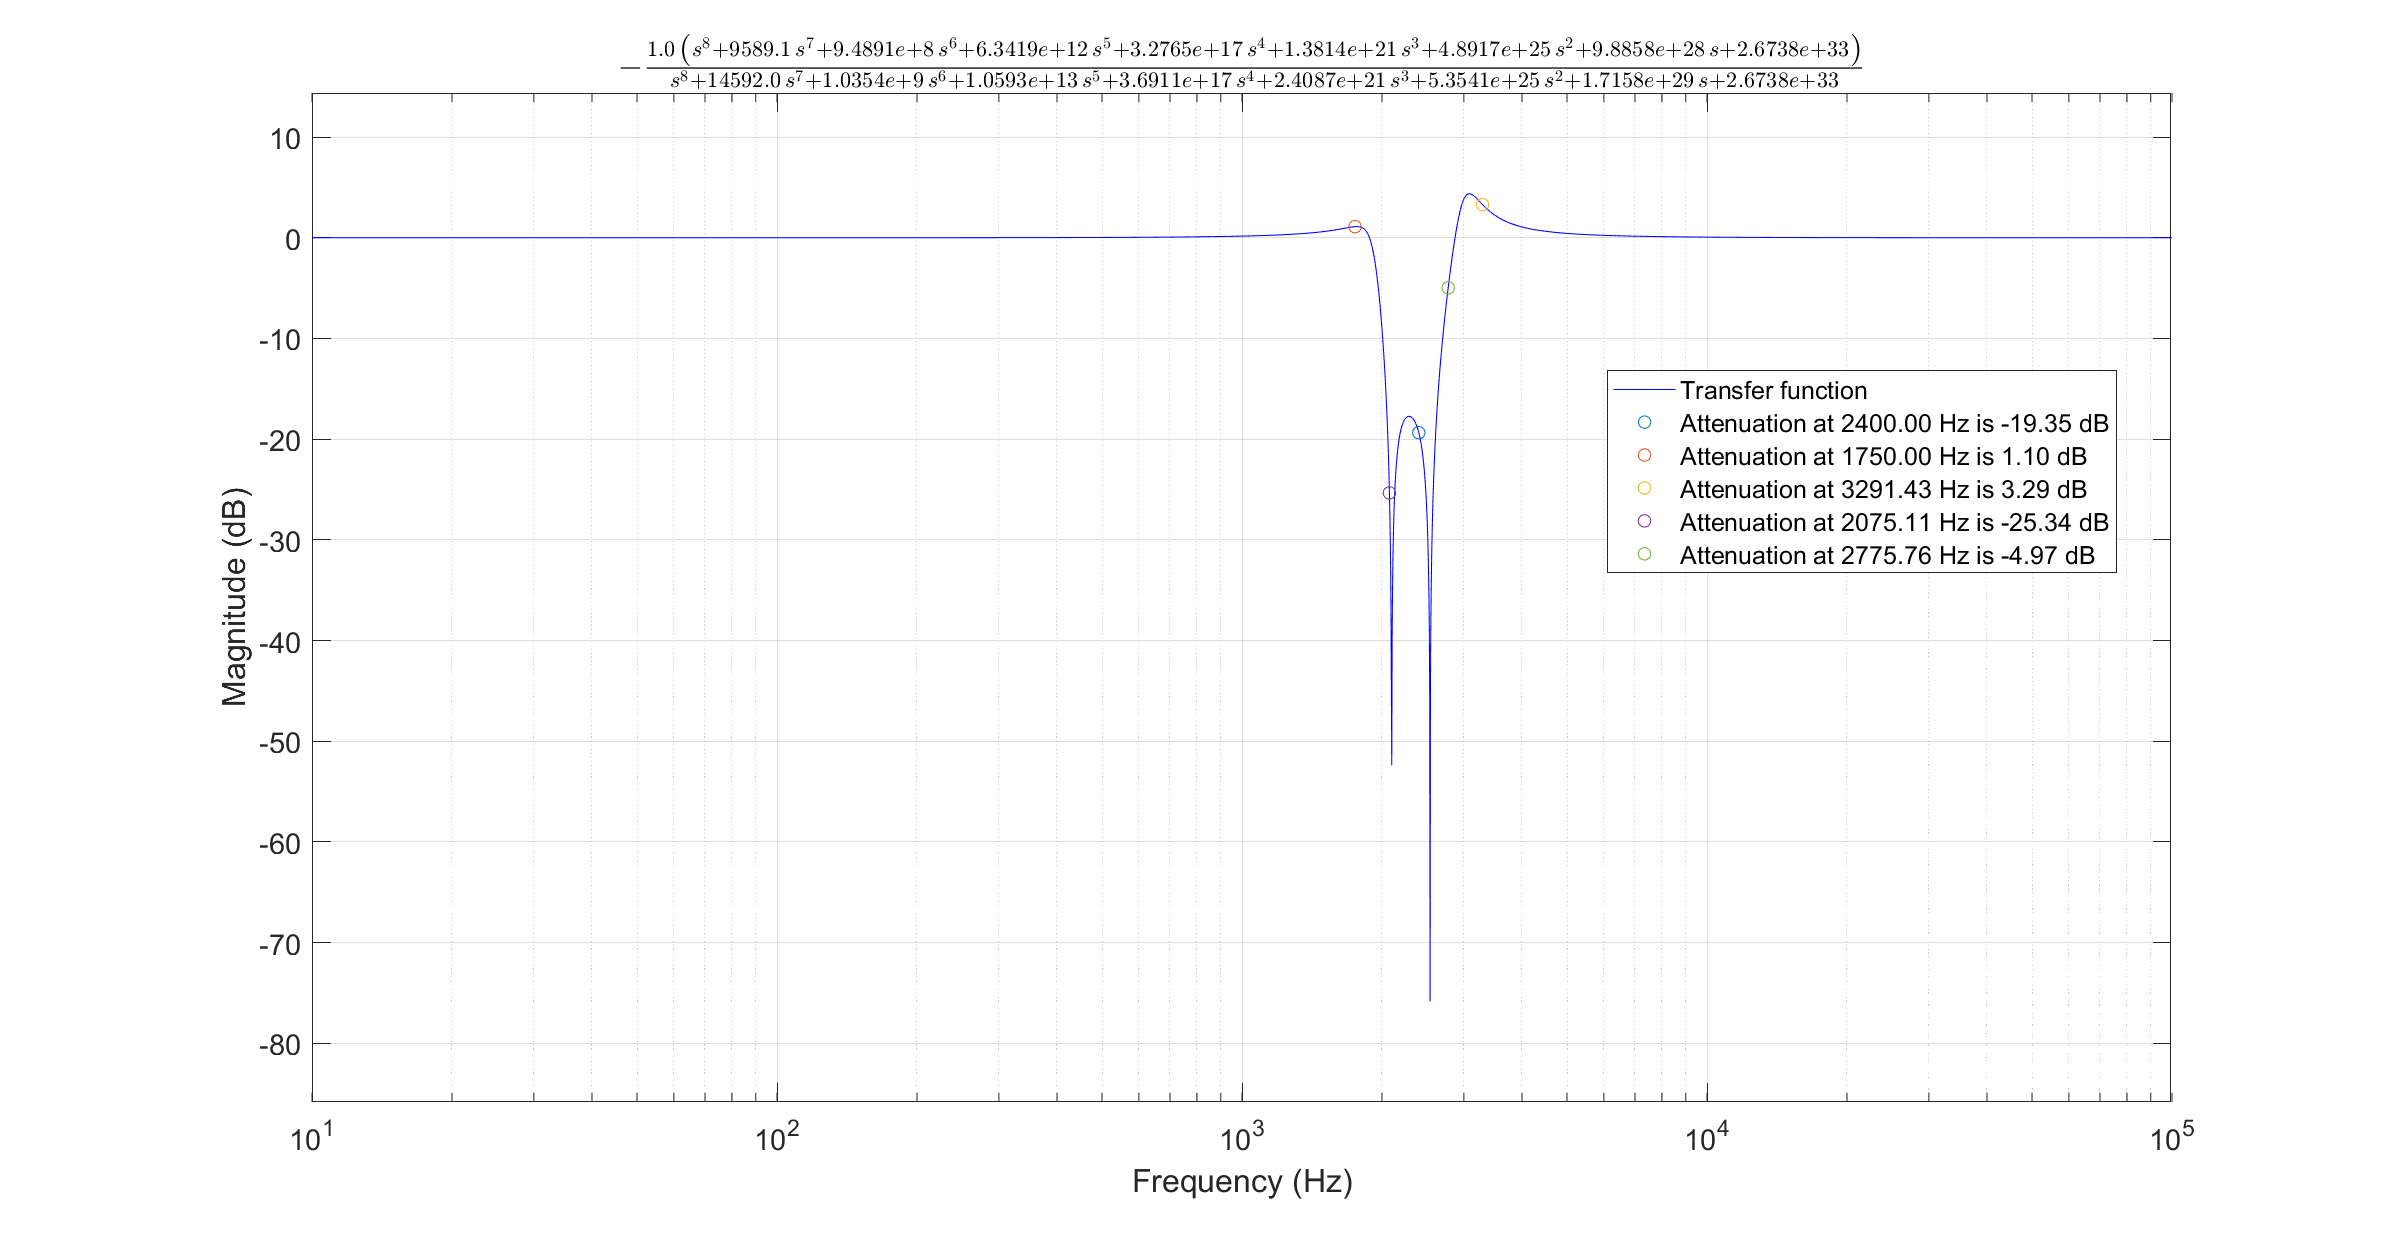 − 1.0 (s^8+9589.1 s^7+9.4891e+8 s^6+6.3419e+12 s^5+3.2765e+17 s^4+1.3814e+21 s^3+4.8917e+25 s^2+9.8858e+28 s+2.6738e+33)
s^8+14592.0 s^7+1.0354e+9 s^6+1.0593e+13 s^5+3.6911e+17 s^4+2.4087e+21 s^3+5.3541e+25 s^2+1.7158e+29 s+2.6738e+33
10
0
-10
-20
-30
-40
-50
-60
-70
-80
Magnitude (dB)
Transfer function
Attenuation at 2400.00 Hz is -19.35 dB
Attenuation at 1750.00 Hz is 1.10 dB
Attenuation at 3291.43 Hz is 3.29 dB
Attenuation at 2075.11 Hz is -25.34 dB
Attenuation at 2775.76 Hz is -4.97 dB
10^1 10^2 10^3 10^4 10^5
Frequency (Hz)